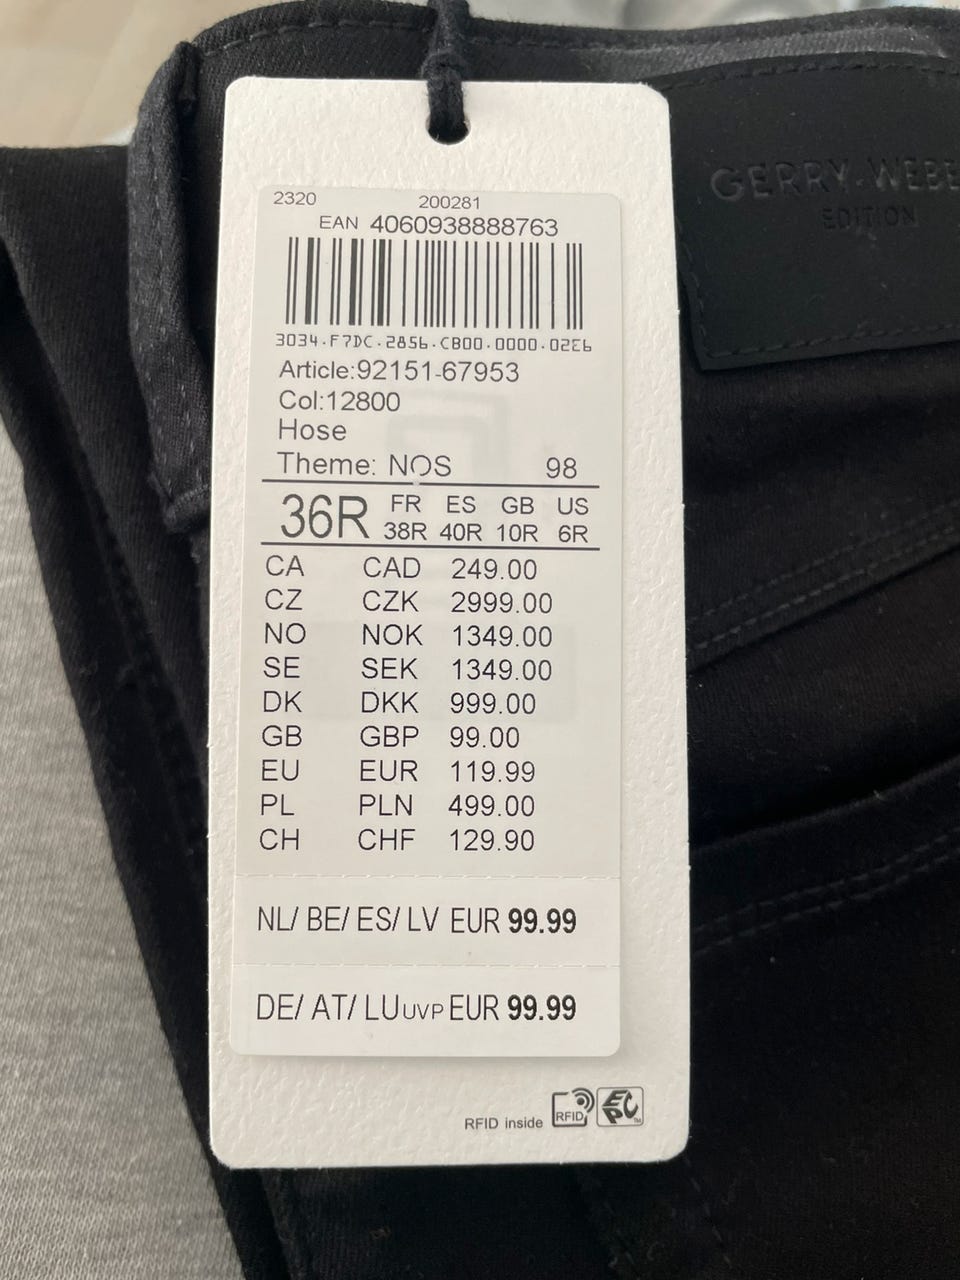 2320 200281
EAN 4060938888763
3034.F7DC.2856.CB00.0000.02E6
Article:92151-67953
Col:12800
Hose
Theme: NOS 98
36R FR ES GB US
38R 40R 10R 6R
CA CAD 249.00
CZ CZK 2999.00
NO NOK 1349.00
SE SEK 1349.00
DK DKK 999.00
GB GBP 99.00
EU EUR 119.99
PL PLN 499.00
CH CHF 129.90
NL/ BE/ ES/ LV EUR 99.99
DE/ AT/ LU UVP EUR 99.99
RFID inside RFID EPC TM
GERRY WEBE
EDITION